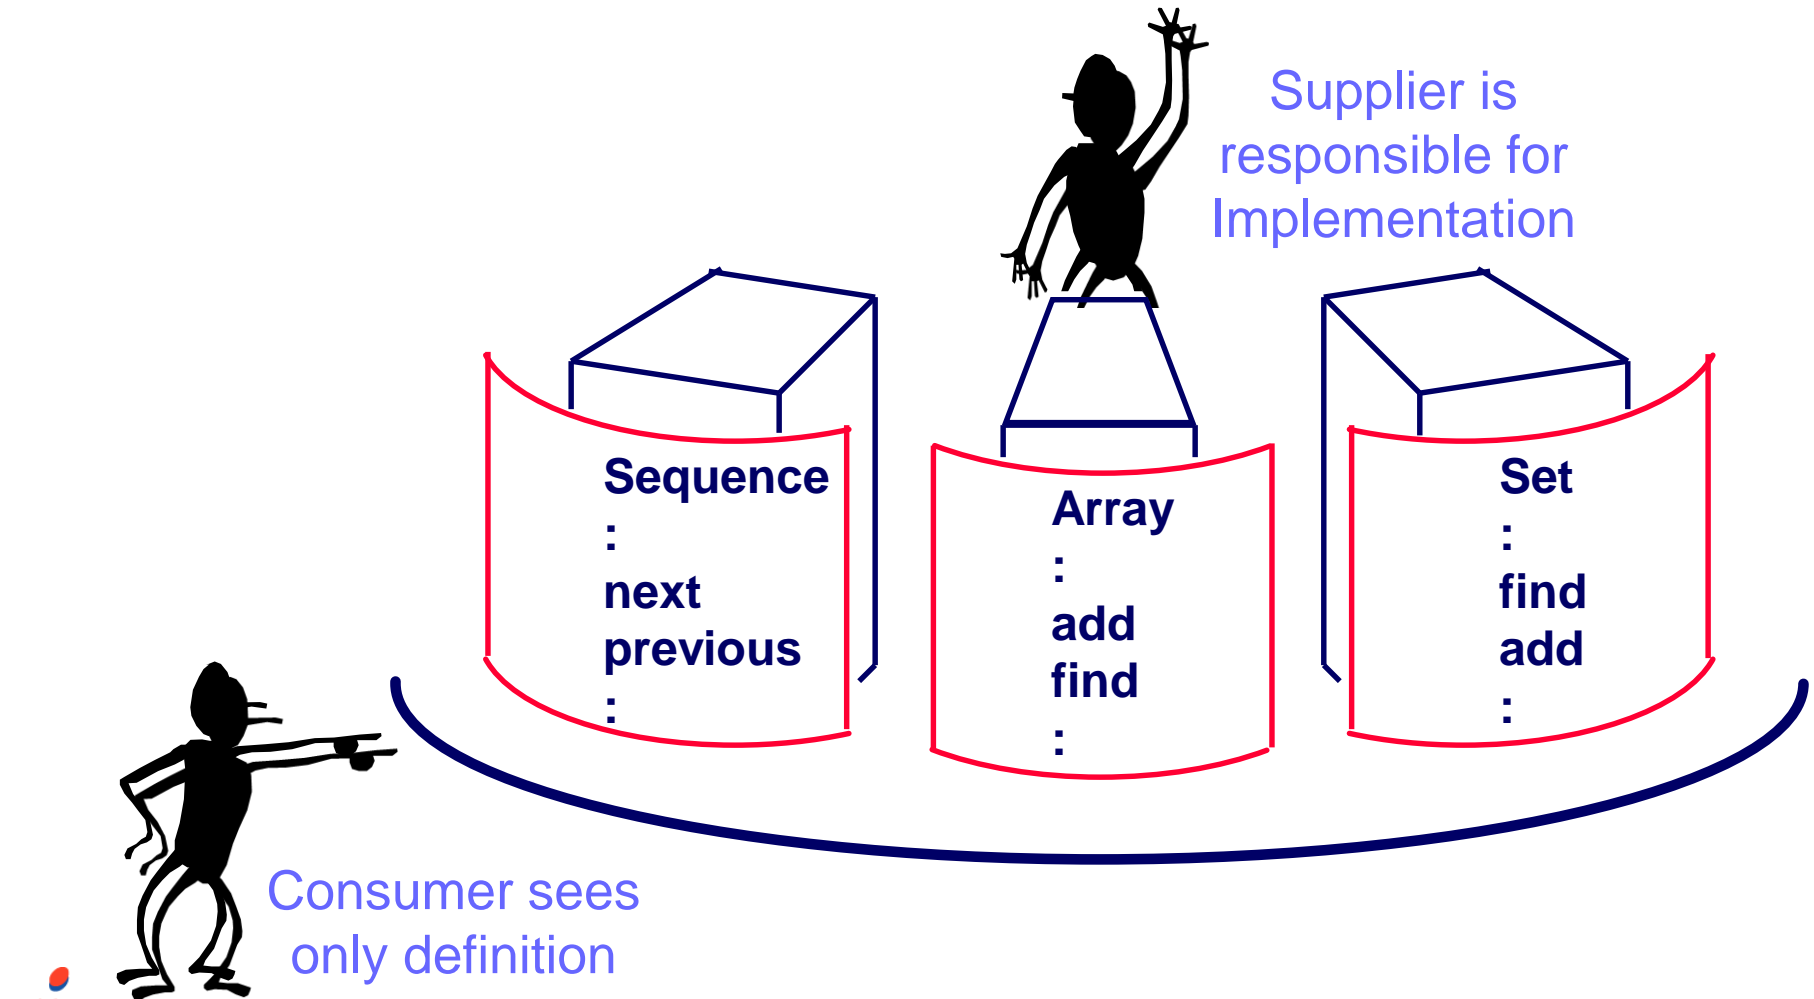 Supplier is
responsible for
Implementation
Sequence
:
next
previous
:
Array
:
add
find
:
Set
:
find
add
:
Consumer sees
only definition